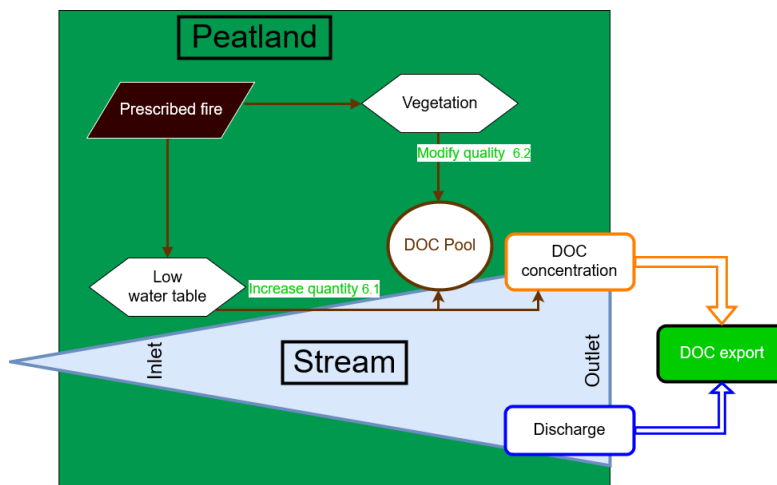 Peatland
Prescribed fire
Vegetation
Modify quality 6.2
DOC Pool
DOC
concentration
Low
water table
Increase quantity 6.1
Inlet
Stream
Outlet
DOC export
Discharge